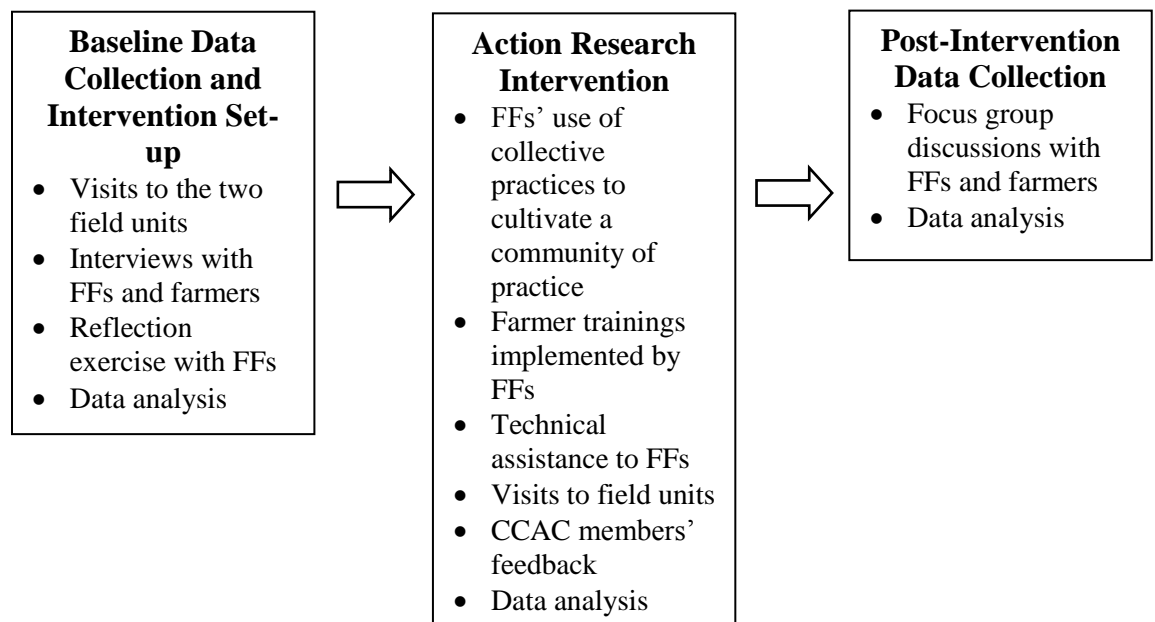 Baseline Data
Collection and
Intervention Set-
up
• Visits to the two
field units
• Interviews with
FFs and farmers
• Reflection
exercise with FFs
• Data analysis
Action Research
Intervention
• FFs’ use of
collective
practices to
cultivate a
community of
practice
• Farmer trainings
implemented by
FFs
• Technical
assistance to FFs
• Visits to field units
• CCAC members’
feedback
• Data analysis
Post-Intervention
Data Collection
• Focus group
discussions with
FFs and farmers
• Data analysis